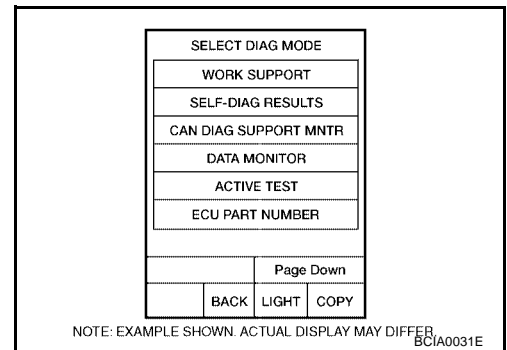 SELECT DIAG MODE
WORK SUPPORT
SELF-DIAG RESULTS
CAN DIAG SUPPORT MNTR
DATA MONITOR
ACTIVE TEST
ECU PART NUMBER
Page Down
BACK LIGHT COPY
NOTE: EXAMPLE SHOWN. ACTUAL DISPLAY MAY DIFFER.
BCIA0031E